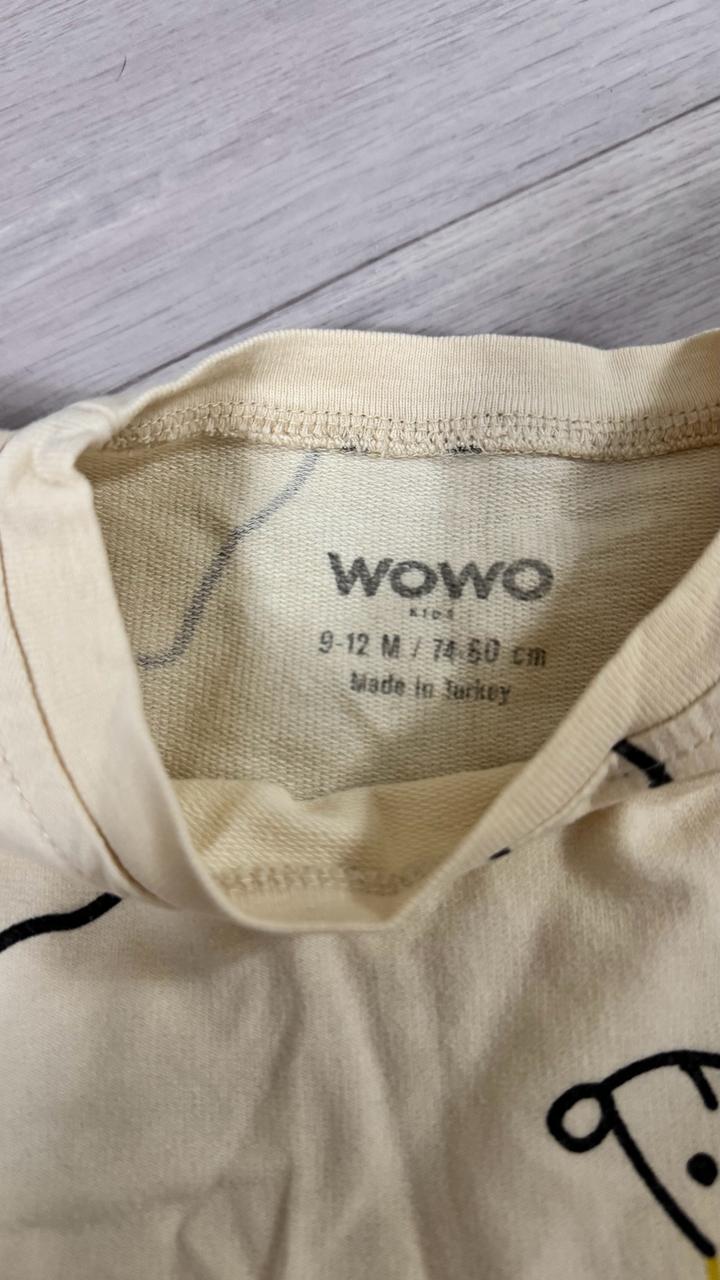 WOWO
KIDS
9-12 M / 74-80 cm
Made in Turkey